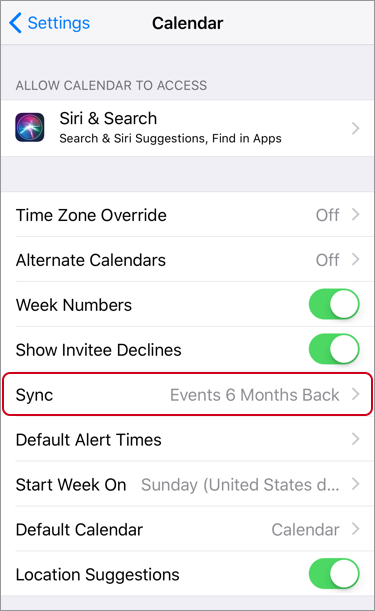 Settings
Calendar
ALLOW CALENDAR TO ACCESS
Siri & Search
Search & Siri Suggestions, Find in Apps
Time Zone Override Off
Alternate Calendars Off
Week Numbers
Show Invitee Declines
Sync Events 6 Months Back
Default Alert Times
Start Week On Sunday (United States d...
Default Calendar Calendar
Location Suggestions